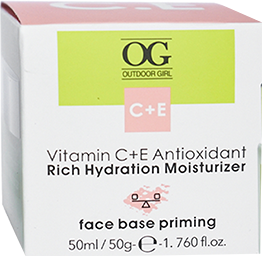 C+E
OG
OUTDOOR GIRL
C+E
Vitamin C+E Antioxidant
Rich Hydration Moisturizer
face base priming
50ml / 50g-℮-1.760 fl.oz.